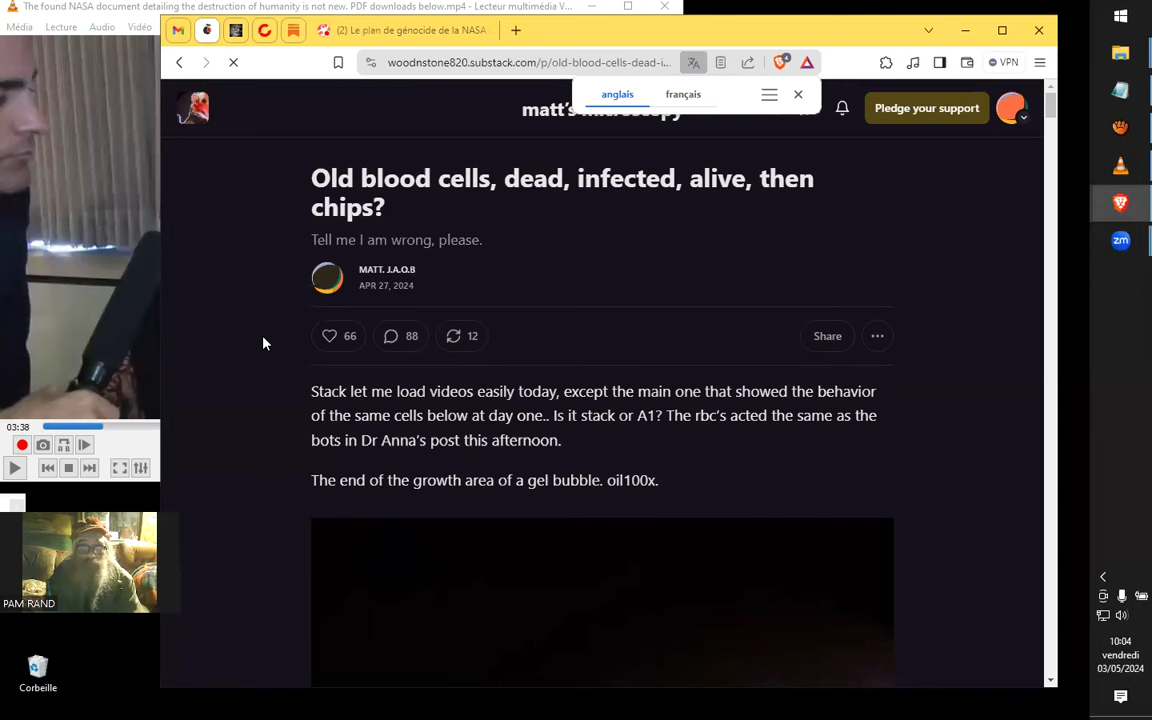 The found NASA document detailing the destruction of humanity is not new. PDF downloads below.mp4 - Lecteur multimédia V...
Média Lecture Audio Vidéo
(2) Le plan de génocide de la NASA
woodnstone820.substack.com/p/old-blood-cells-dead-i...
4
VPN
anglais français
matt's microscopy
Pledge your support
Old blood cells, dead, infected, alive, then
chips?
Tell me I am wrong, please.
MATT. J.A.O.B
APR 27, 2024
66 88 12 Share
Stack let me load videos easily today, except the main one that showed the behavior
of the same cells below at day one.. Is it stack or A1? The rbc's acted the same as the
bots in Dr Anna's post this afternoon.
The end of the growth area of a gel bubble. oil100x.
03:38
PAM RAND
Corbeille
zm
10:04
vendredi
03/05/2024